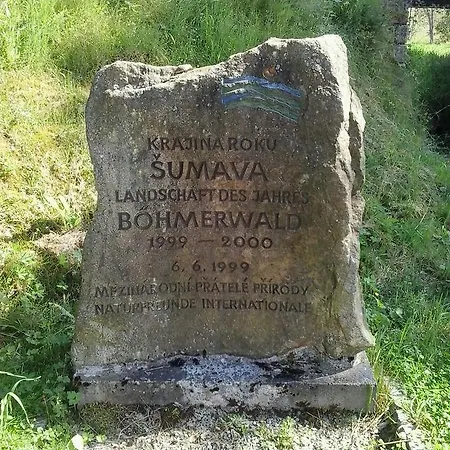 KRAJINA ROKU
ŠUMAVA
LANDSCHAFT DES JAHRES
BÖHMERWALD
1999 — 2000
6. 6. 1999
MEZINÁRODNÍ PŘÁTELÉ PŘÍRODY
NATURFREUNDE INTERNATIONALE